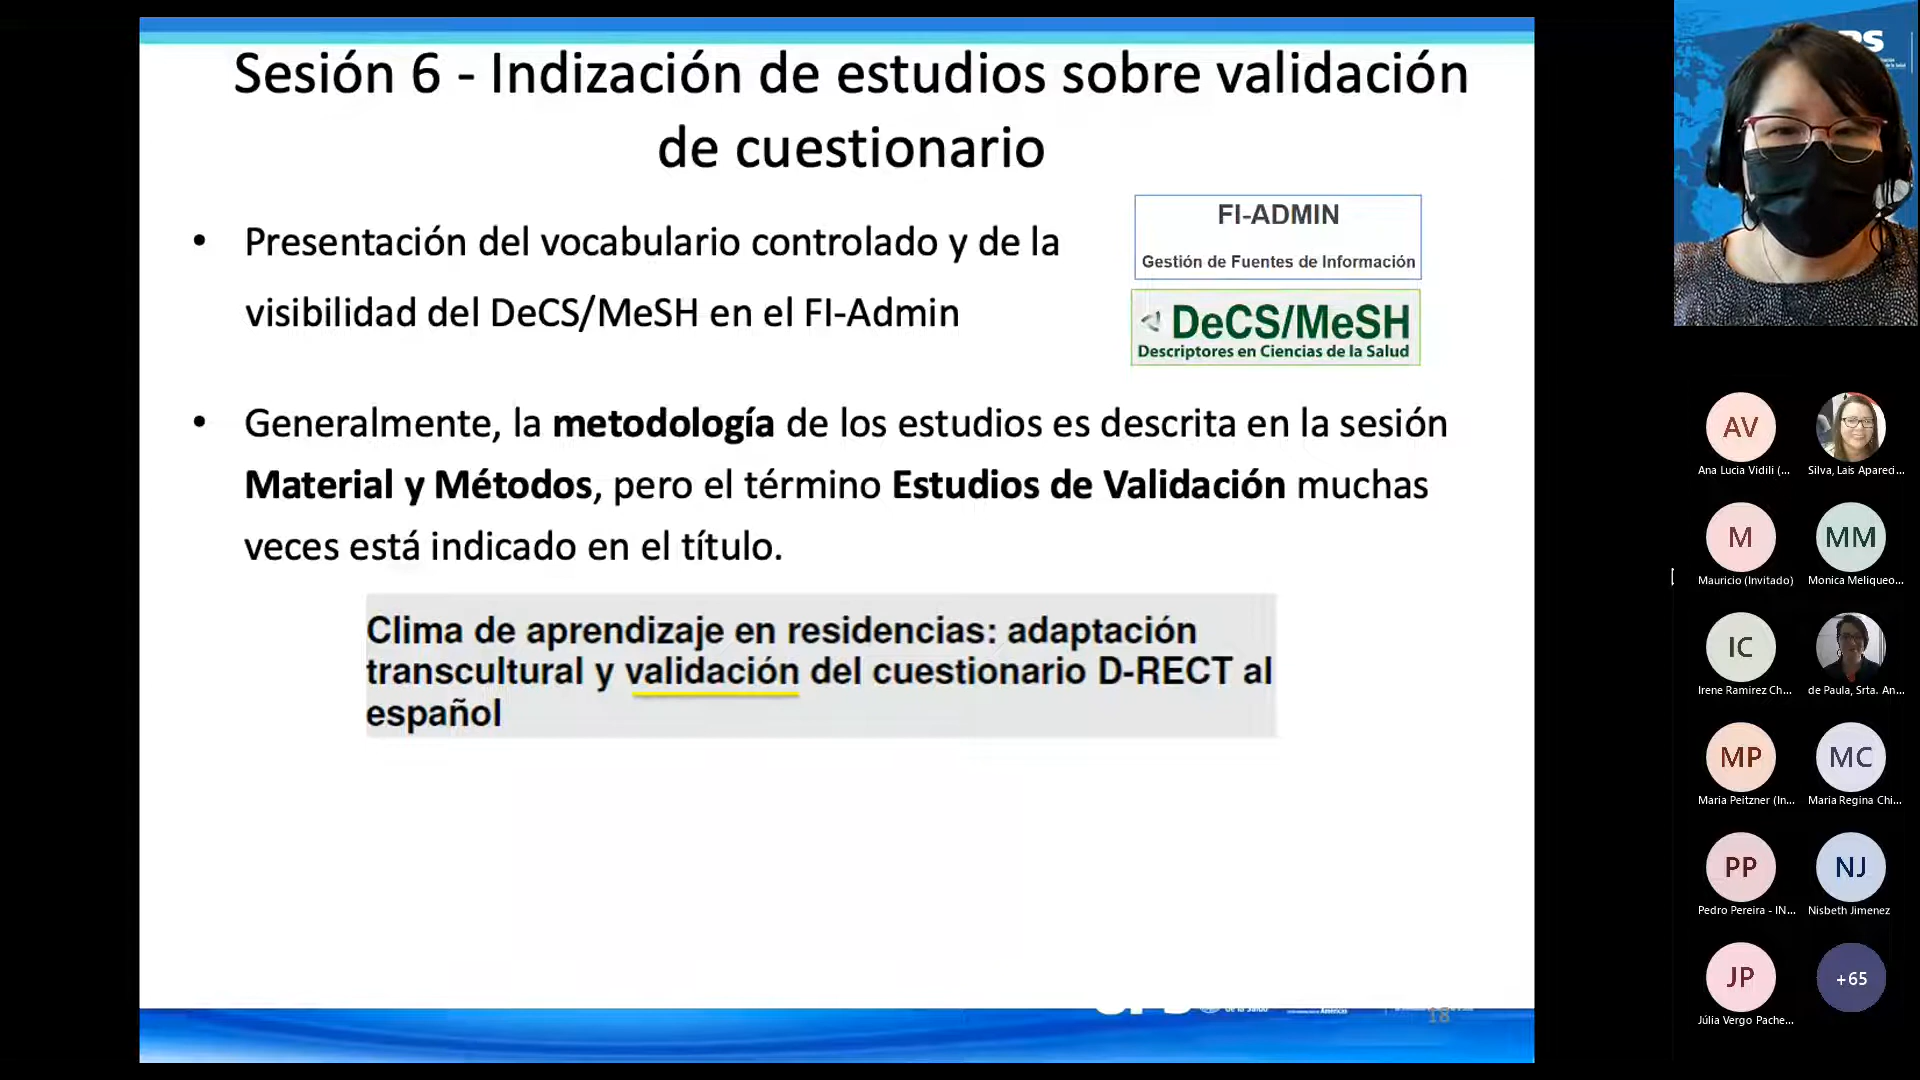 Sesión 6 - Indización de estudios sobre validación
de cuestionario
• Presentación del vocabulario controlado y de la
visibilidad del DeCS/MeSH en el FI-Admin
FI-ADMIN
Gestión de Fuentes de Información
DeCS/MeSH
Descriptores en Ciencias de la Salud
• Generalmente, la metodología de los estudios es descrita en la sesión
Material y Métodos, pero el término Estudios de Validación muchas
veces está indicado en el título.
Clima de aprendizaje en residencias: adaptación
transcultural y validación del cuestionario D-RECT al
español
18
AV
Ana Lucia Vidili (...
Silva, Lais Apareci...
M
Mauricio (Invitado)
MM
Monica Meliqueo...
IC
Irene Ramirez Ch...
de Paula, Srta. An...
MP
Maria Peitzner (In...
MC
Maria Regina Chi...
PP
Pedro Pereira - IN...
NJ
Nisbeth Jimenez
JP
Júlia Vergo Pache...
+65